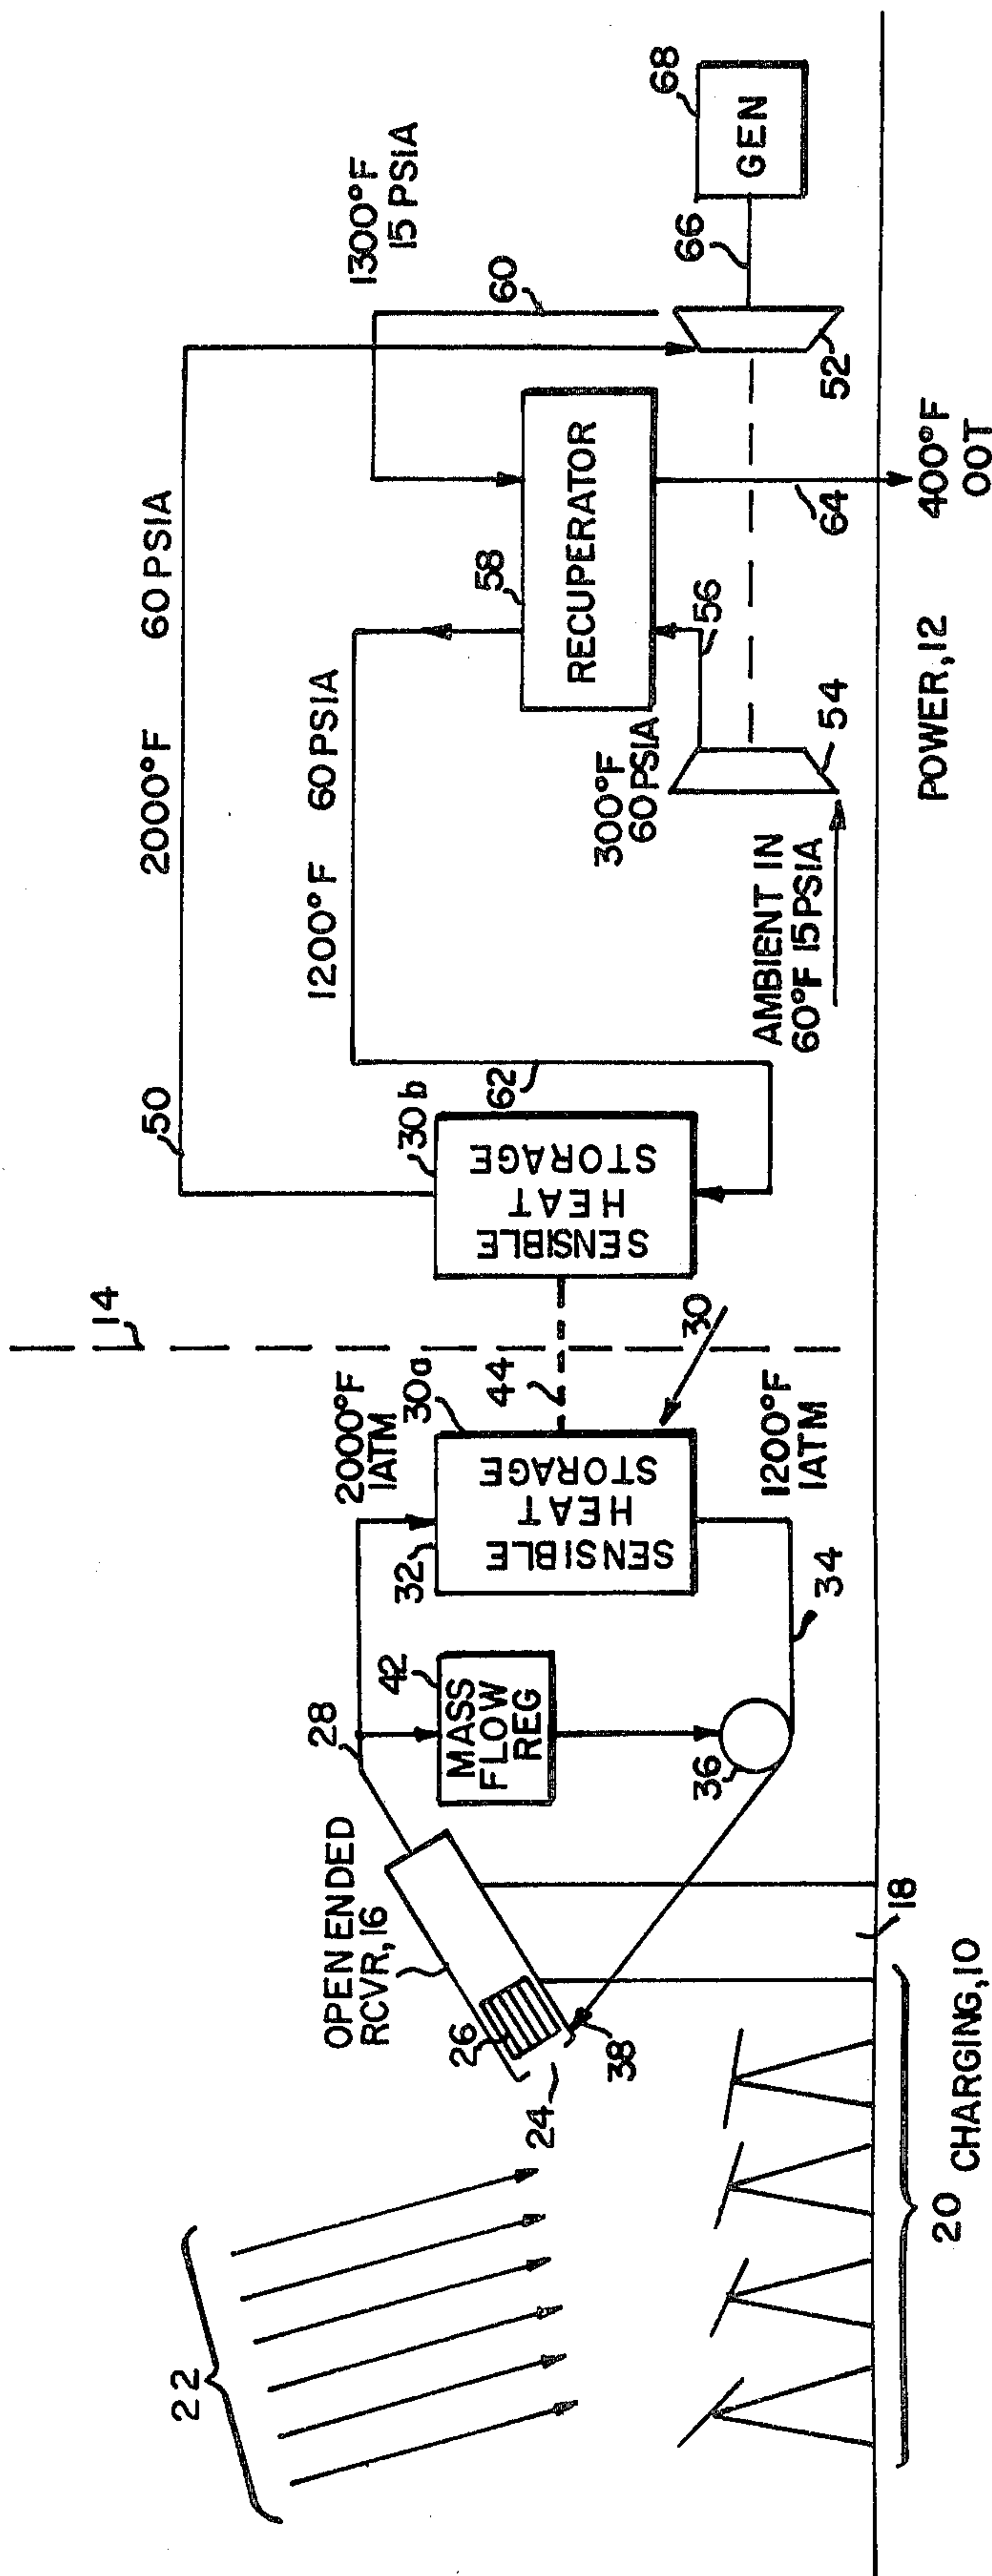 22
20
CHARGING, 10
18
24
26
38
OPEN ENDED
RCVR, 16
28
42
MASS
FLOW
REG
36
34
32
2000°F
1ATM
30a
SENSIBLE
HEAT
STORAGE
1200°F
1ATM
30
44
14
30b
SENSIBLE
HEAT
STORAGE
50
62
2000°F 60 PSIA
1200°F 60 PSIA
AMBIENT IN
60°F 15 PSIA
54
300°F
60 PSIA
56
58
RECUPERATOR
64
400°F
OOT
POWER, 12
1300°F
15 PSIA
60
52
66
68
GEN